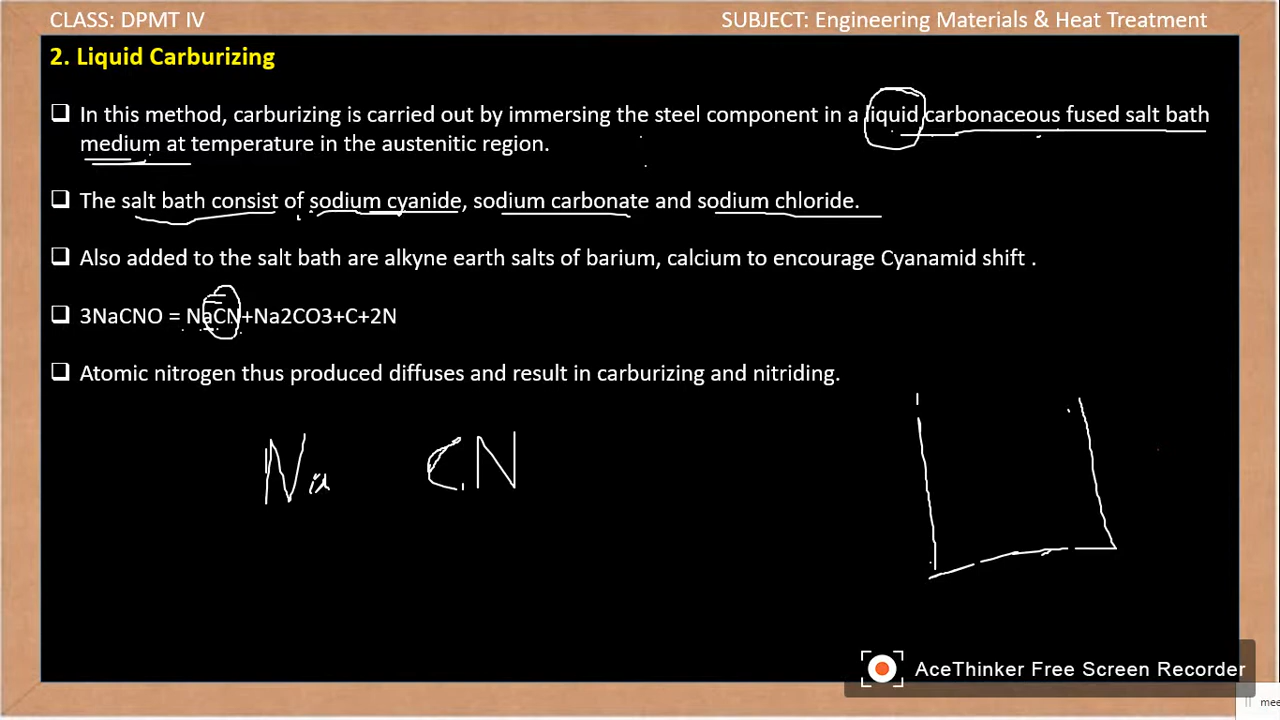 CLASS: DPMT IV
SUBJECT: Engineering Materials & Heat Treatment
2. Liquid Carburizing
In this method, carburizing is carried out by immersing the steel component in a liquid carbonaceous fused salt bath
medium at temperature in the austenitic region.
The salt bath consist of sodium cyanide, sodium carbonate and sodium chloride.
Also added to the salt bath are alkyne earth salts of barium, calcium to encourage Cyanamid shift .
3NaCNO = NaCN+Na2CO3+C+2N
Atomic nitrogen thus produced diffuses and result in carburizing and nitriding.
Na CN
AceThinker Free Screen Recorder